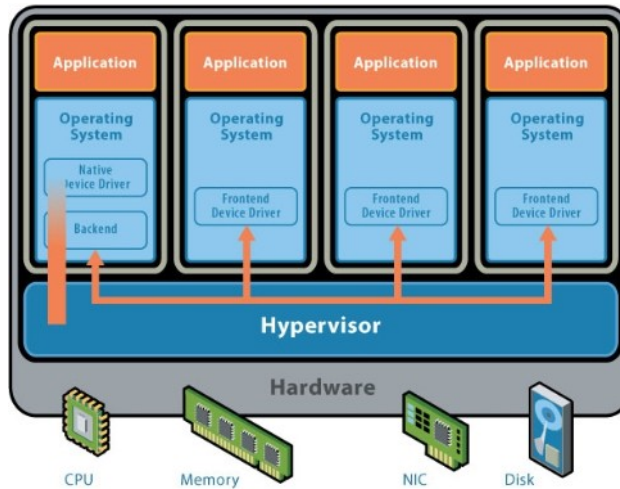 Application
Application
Application
Application
Operating
System
Operating
System
Operating
System
Operating
System
Native
Device Driver
Backend
Frontend
Device Driver
Frontend
Device Driver
Frontend
Device Driver
Hypervisor
Hardware
CPU
Memory
NIC
Disk